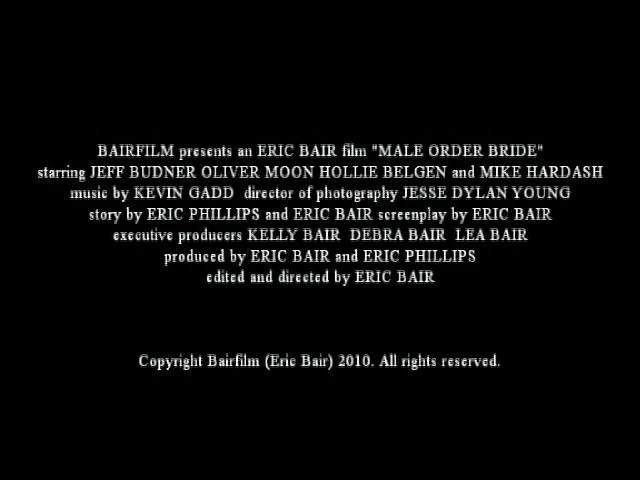 BAIRFILM presents an ERIC BAIR film "MALE ORDER BRIDE"
starring JEFF BUDNER OLIVER MOON HOLLIE BELGEN and MIKE HARDASH
music by KEVIN GADD director of photography JESSE DYLAN YOUNG
story by ERIC PHILLIPS and ERIC BAIR screenplay by ERIC BAIR
executive producers KELLY BAIR DEBRA BAIR LEA BAIR
produced by ERIC BAIR and ERIC PHILLIPS
edited and directed by ERIC BAIR
Copyright Bairfilm (Eric Bair) 2010. All rights reserved.